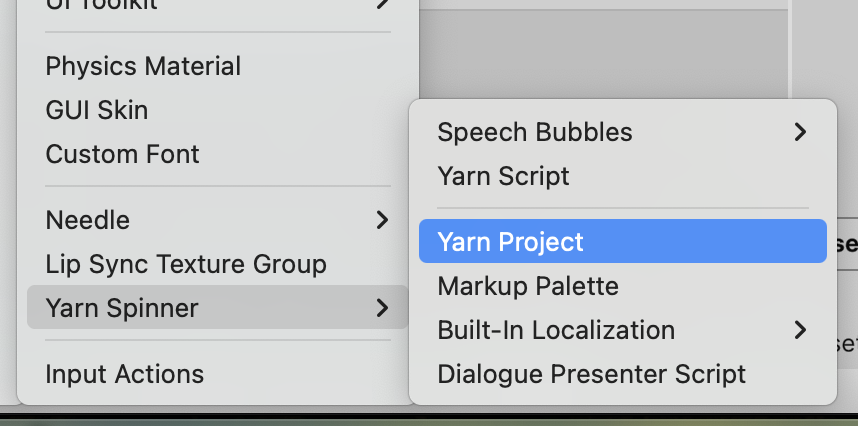 UI Toolkit
Physics Material
GUI Skin
Custom Font
Needle
Lip Sync Texture Group
Yarn Spinner
Input Actions
Speech Bubbles
Yarn Script
Yarn Project
Markup Palette
Built-In Localization
Dialogue Presenter Script